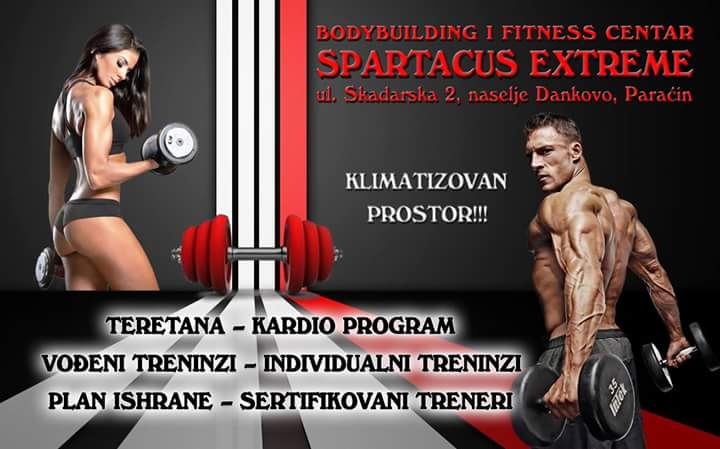 BODYBUILDING I FITNESS CENTAR
SPARTACUS EXTREME
ul. Skadarska 2, naselje Dankovo, Paraćin
KLIMATIZOVAN
PROSTOR!!!
TERETANA – KARDIO PROGRAM
VOĐENI TRENINZI – INDIVIDUALNI TRENINZI
PLAN ISHRANE – SERTIFIKOVANI TRENERI
35